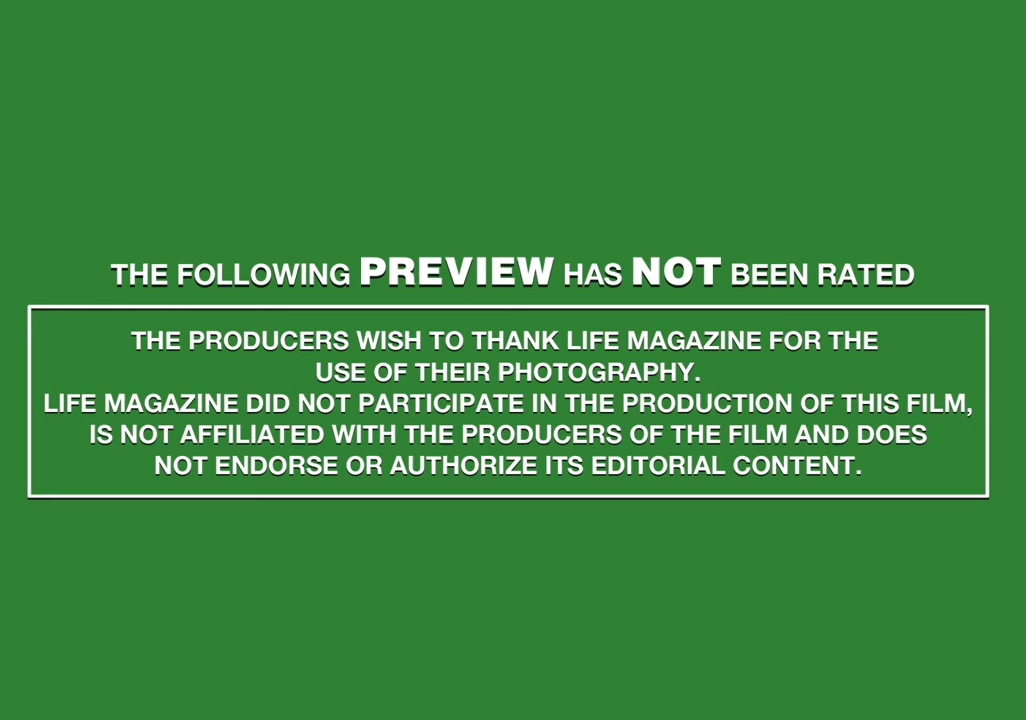 THE FOLLOWING PREVIEW HAS NOT BEEN RATED
THE PRODUCERS WISH TO THANK LIFE MAGAZINE FOR THE
USE OF THEIR PHOTOGRAPHY.
LIFE MAGAZINE DID NOT PARTICIPATE IN THE PRODUCTION OF THIS FILM,
IS NOT AFFILIATED WITH THE PRODUCERS OF THE FILM AND DOES
NOT ENDORSE OR AUTHORIZE ITS EDITORIAL CONTENT.